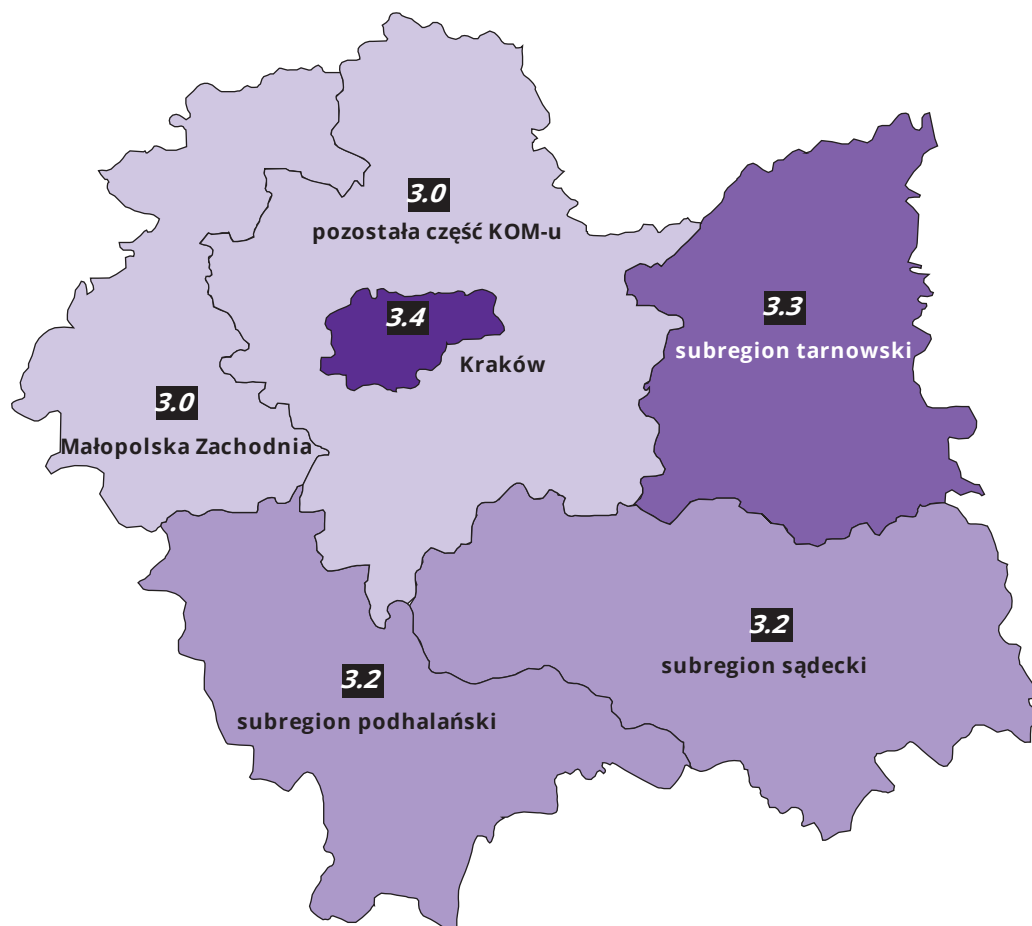 3.0
pozostała część KOM-u
3.4
Kraków
3.3
subregion tarnowski
3.0
Małopolska Zachodnia
3.2
subregion sądecki
3.2
subregion podhalański